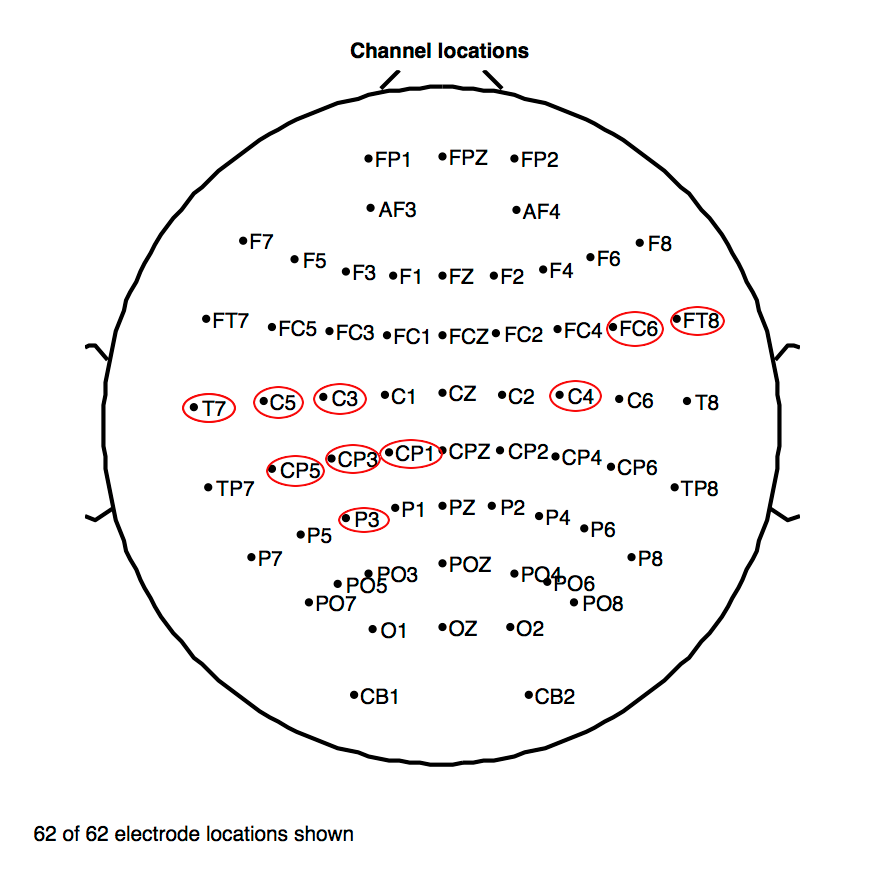 Channel locations
FP1 FPZ FP2
AF3 AF4
F7 F5 F3 F1 FZ F2 F4 F6 F8
FT7 FC5 FC3 FC1 FCZ FC2 FC4 FC6 FT8
T7 C5 C3 C1 CZ C2 C4 C6 T8
TP7 CP5 CP3 CP1 CPZ CP2 CP4 CP6 TP8
P7 P5 P3 P1 PZ P2 P4 P6 P8
PO7 PO5 PO3 POZ PO4 PO6 PO8
O1 OZ O2
CB1 CB2
62 of 62 electrode locations shown